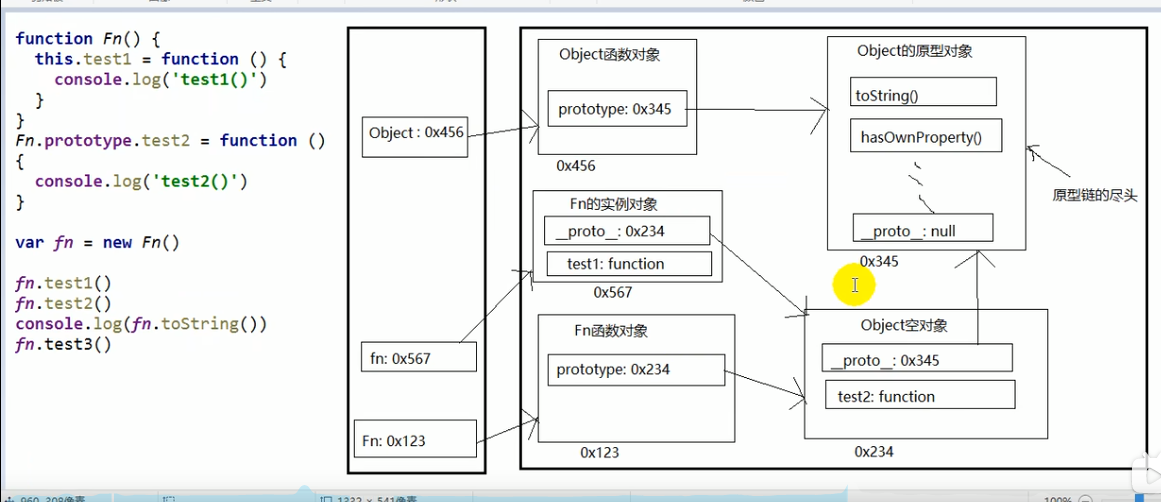 function Fn() {
this.test1 = function () {
console.log('test1()')
}
}
Fn.prototype.test2 = function ()
{
console.log('test2()')
}
var fn = new Fn()
fn.test1()
fn.test2()
console.log(fn.toString())
fn.test3()
Object : 0x456
fn: 0x567
Fn: 0x123
Object函数对象
prototype: 0x345
0x456
Fn的实例对象
__proto__: 0x234
test1: function
0x567
Fn函数对象
prototype: 0x234
0x123
Object的原型对象
toString()
hasOwnProperty()
__proto__: null
0x345
原型链的尽头
Object空对象
__proto__: 0x345
test2: function
0x234
960, 308像素
1332 × 541像素
100%